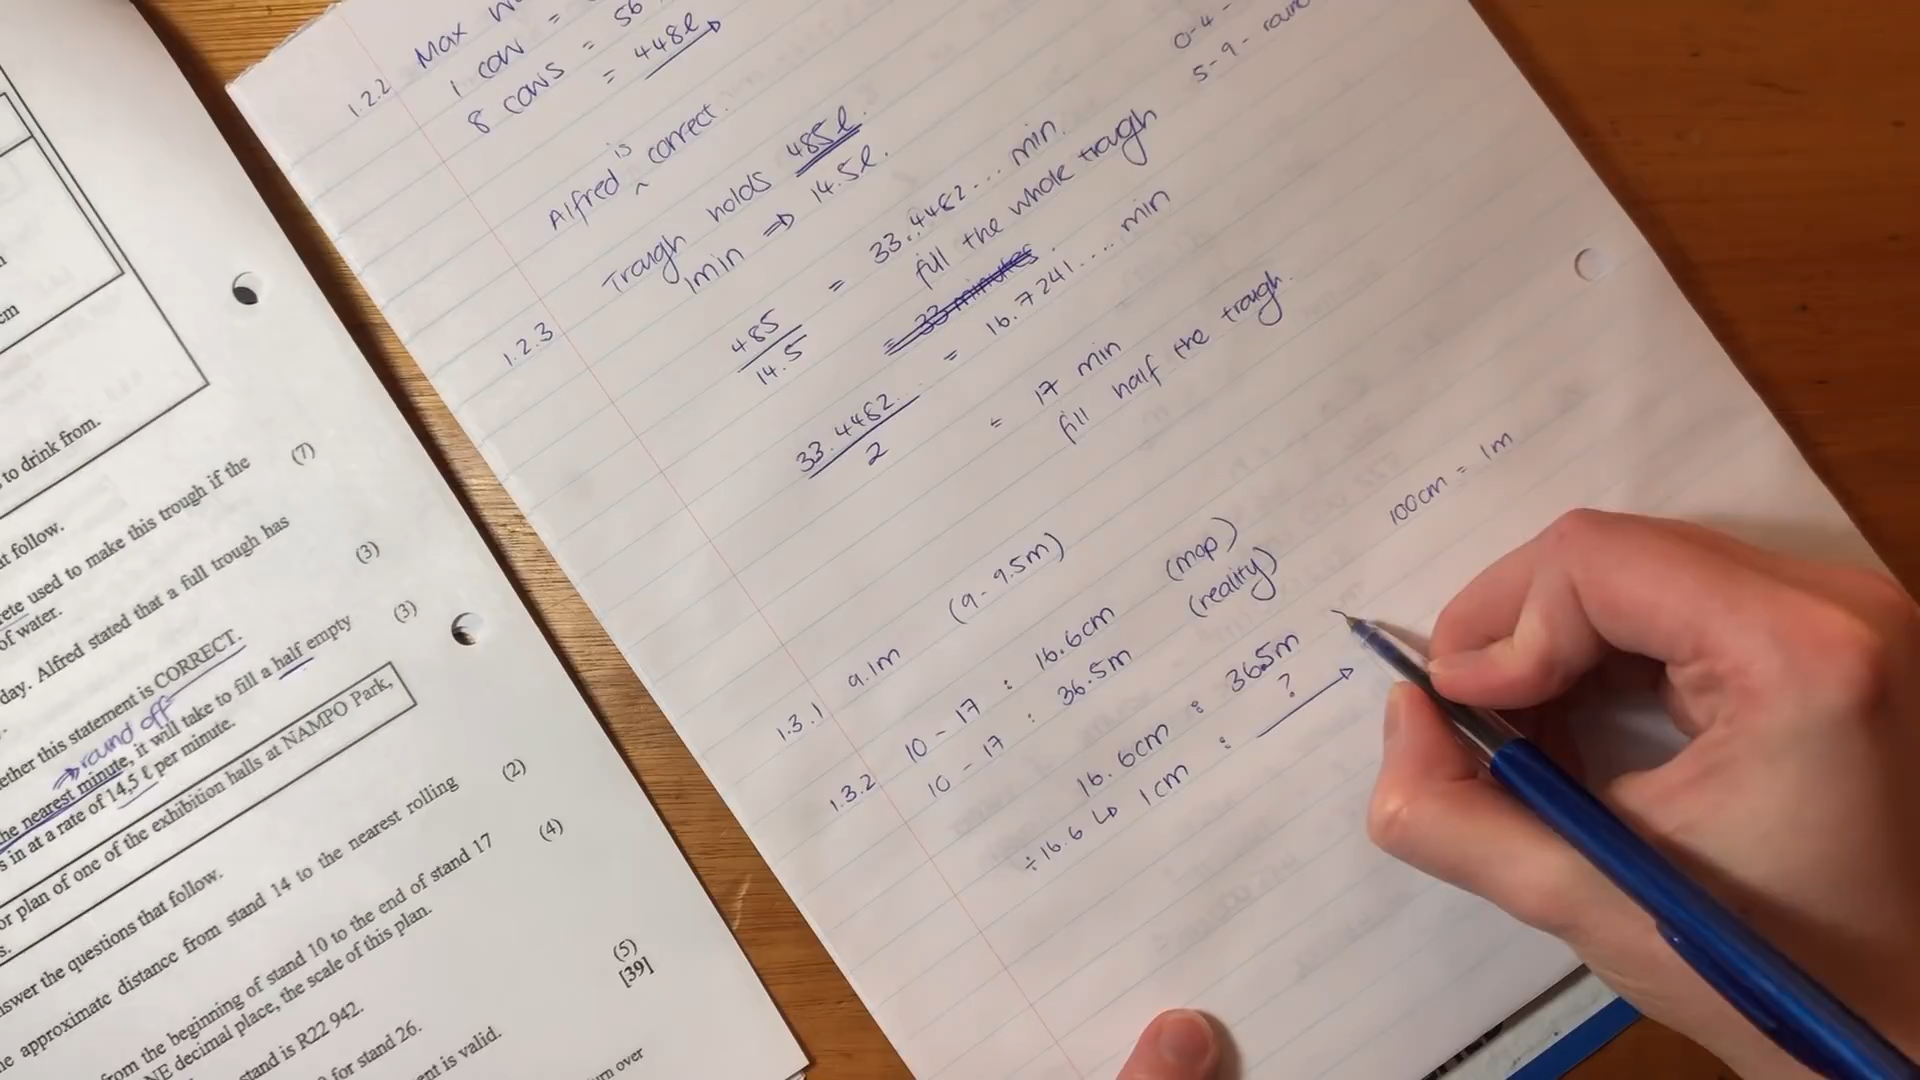 cm
to drink from.
(7)
t follow.
rete used to make this trough if the
of water.
(3)
day. Alfred stated that a full trough has
(3)
ether this statement is CORRECT.
⇒ round off
the nearest minute, it will take to fill a half empty
s in at a rate of 14,5 ℓ per minute.
or plan of one of the exhibition halls at NAMPO Park,
s.
(2)
nswer the questions that follow.
he approximate distance from stand 14 to the nearest rolling
(4)
from the beginning of stand 10 to the end of stand 17
NE decimal place, the scale of this plan.
(5)
[39]
stand is R22 942.
for stand 26.
ent is valid.
urn over
1.2.2 Max
1 cow =
8 cows = 56
= 448ℓ
0-4 -
5-9 - round
Alfred is correct.
1.2.3 Trough holds 485ℓ.
1min ⇒ 14.5ℓ.
485/14.5 = 33.4482... min.
fill the whole trough
= 33 minutes.
33.4482../2 = 16.7241.... min
= 17 min
fill half the trough.
1.3.1 9.1m (9-9.5m)
1.3.2 10-17 : 16.6cm (map)
10-17 : 36.5m (reality)
100cm = 1m
16.6cm : 36.5m
÷16.6 ↳ 1cm : ?